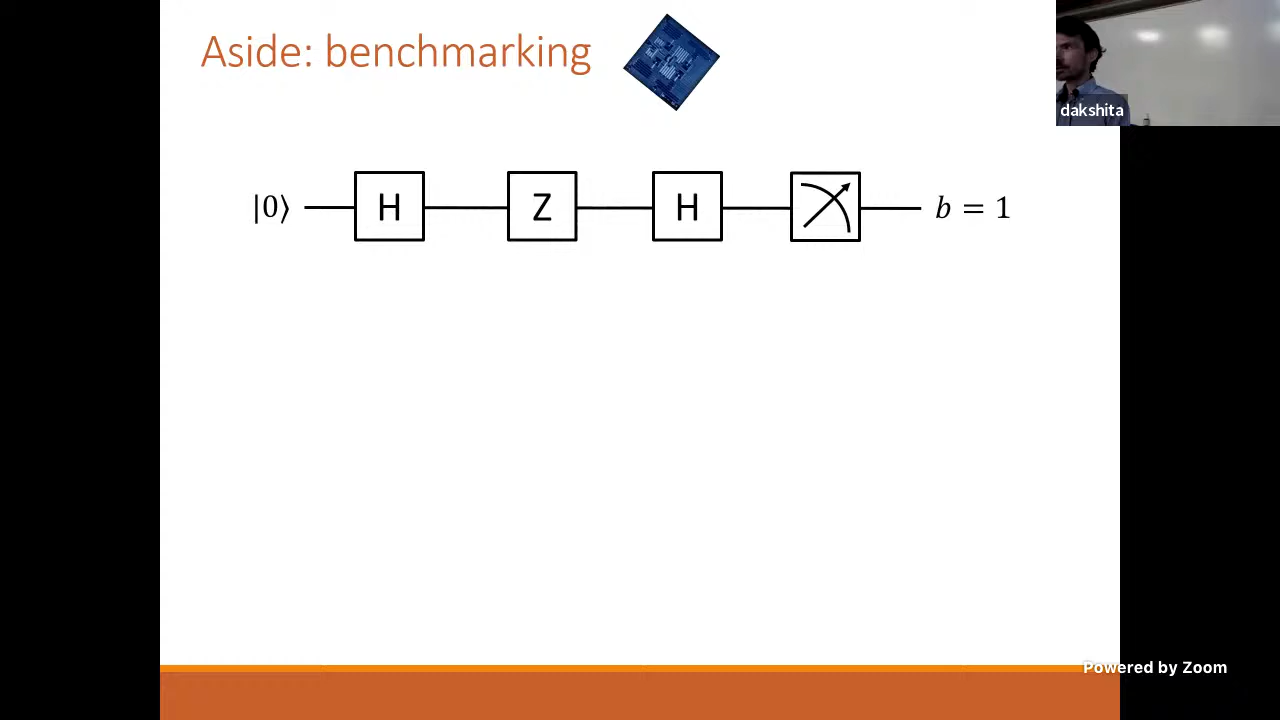 Aside: benchmarking
dakshita
|0⟩ H Z H b = 1
Powered by Zoom